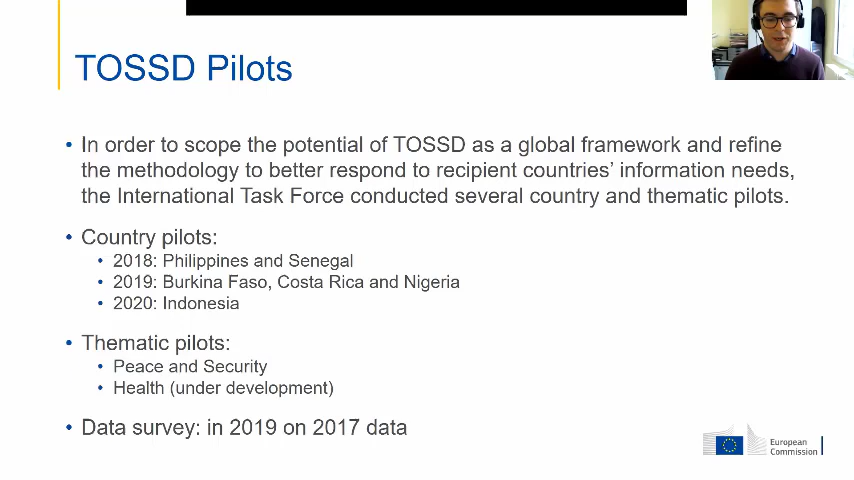 TOSSD Pilots
• In order to scope the potential of TOSSD as a global framework and refine
the methodology to better respond to recipient countries’ information needs,
the International Task Force conducted several country and thematic pilots.
• Country pilots:
• 2018: Philippines and Senegal
• 2019: Burkina Faso, Costa Rica and Nigeria
• 2020: Indonesia
• Thematic pilots:
• Peace and Security
• Health (under development)
• Data survey: in 2019 on 2017 data
European
Commission